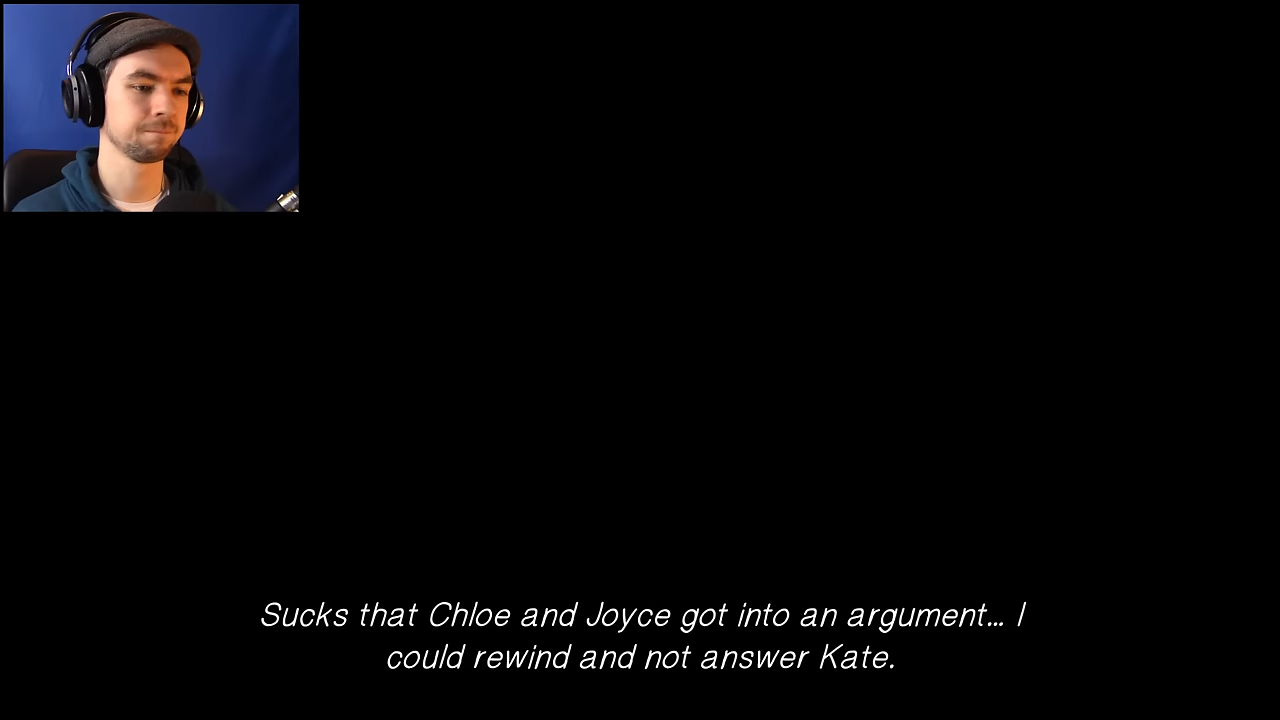 Sucks that Chloe and Joyce got into an argument... I
could rewind and not answer Kate.